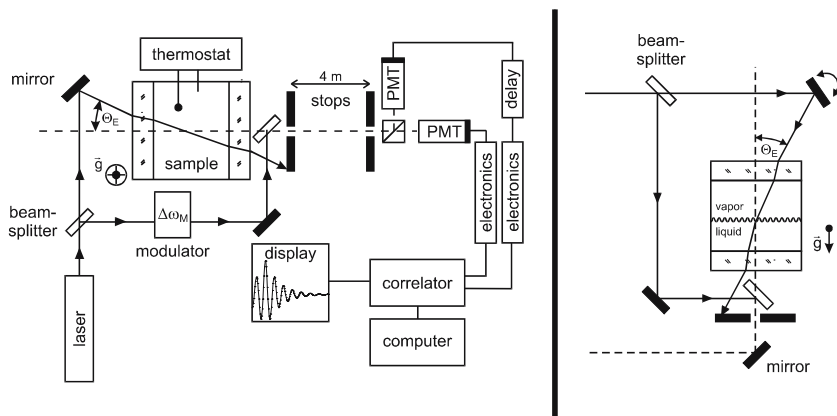 thermostat
mirror
4 m
stops
Θ_E
sample
g⃗
PMT
PMT
delay
electronics
electronics
beam-
splitter
Δω_M
modulator
laser
display
correlator
computer
beam-
splitter
Θ_E
vapor
liquid
g⃗
mirror